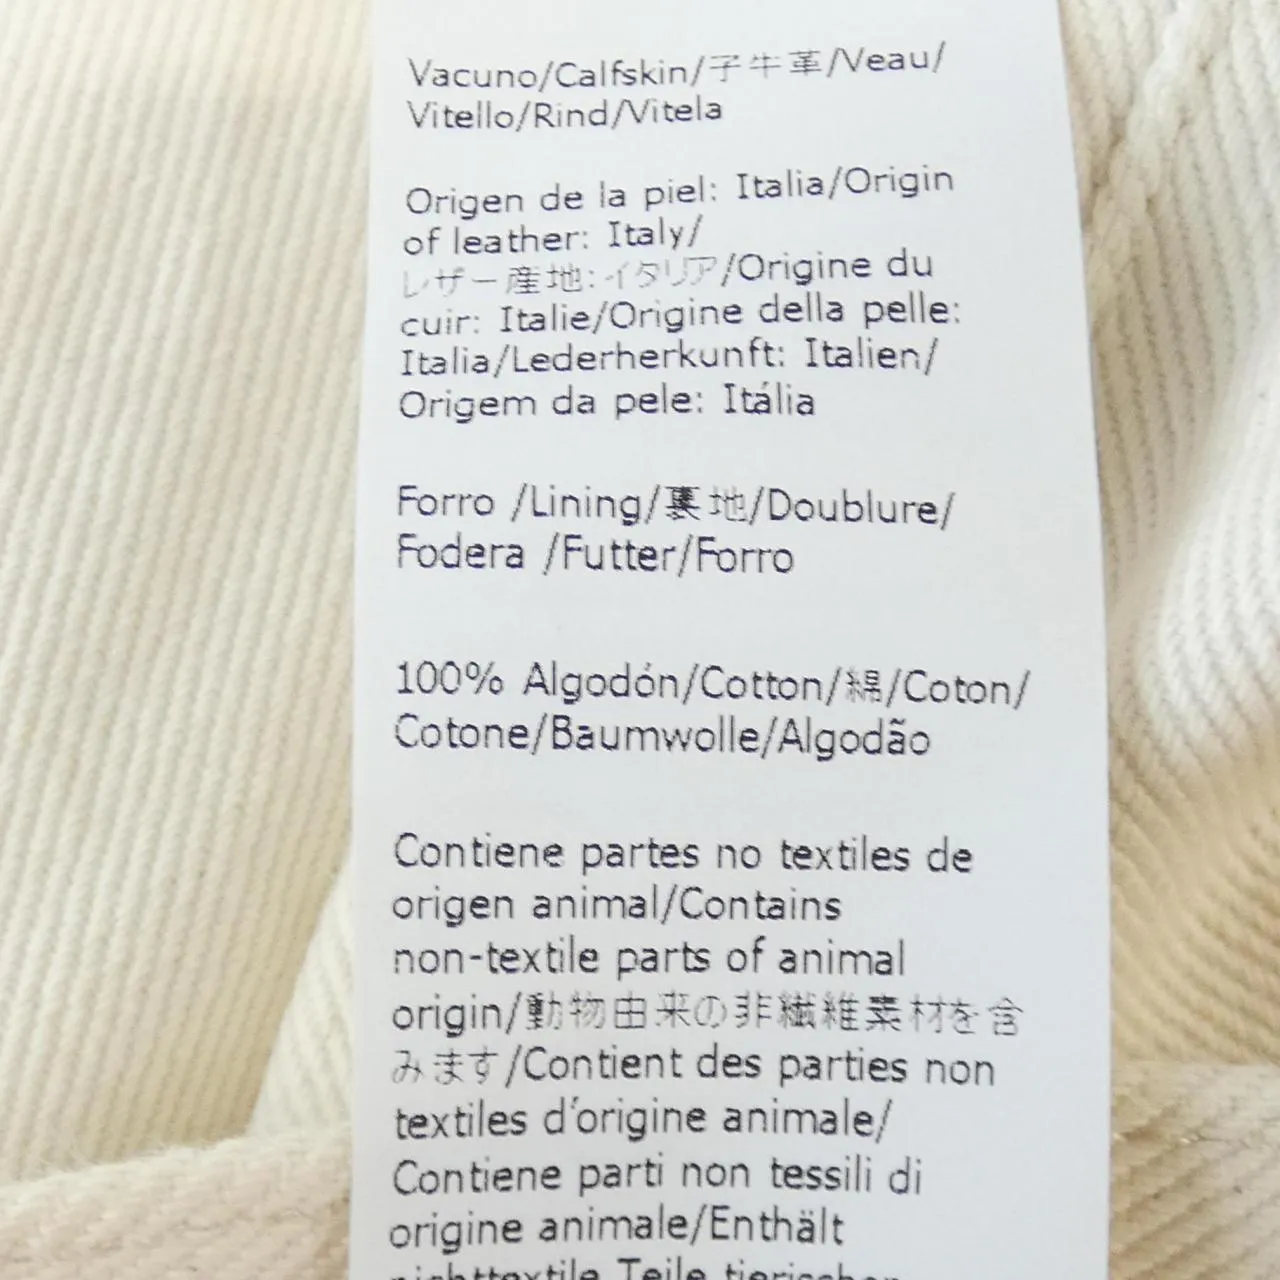 Vacuno/Calfskin/子牛革/Veau/
Vitello/Rind/Vitela
Origen de la piel: Italia/Origin
of leather: Italy/
レザー産地:イタリア/Origine du
cuir: Italie/Origine della pelle:
Italia/Lederherkunft: Italien/
Origem da pele: Itália
Forro /Lining/裏地/Doublure/
Fodera /Futter/Forro
100% Algodón/Cotton/綿/Coton/
Cotone/Baumwolle/Algodão
Contiene partes no textiles de
origen animal/Contains
non-textile parts of animal
origin/動物由来の非繊維素材を含
みます/Contient des parties non
textiles d'origine animale/
Contiene parti non tessili di
origine animale/Enthält
nichttextile Teile tierischen